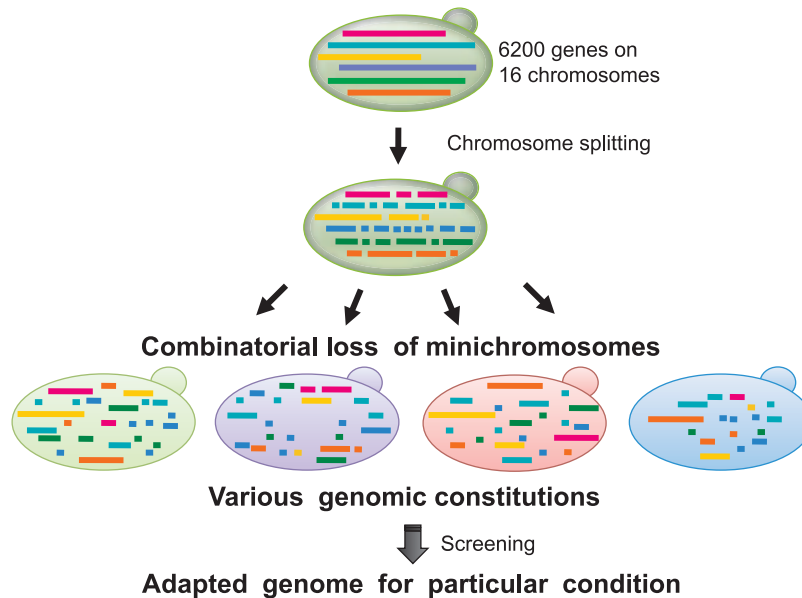 6200 genes on
16 chromosomes
Chromosome splitting
Combinatorial loss of minichromosomes
Various genomic constitutions
Screening
Adapted genome for particular condition